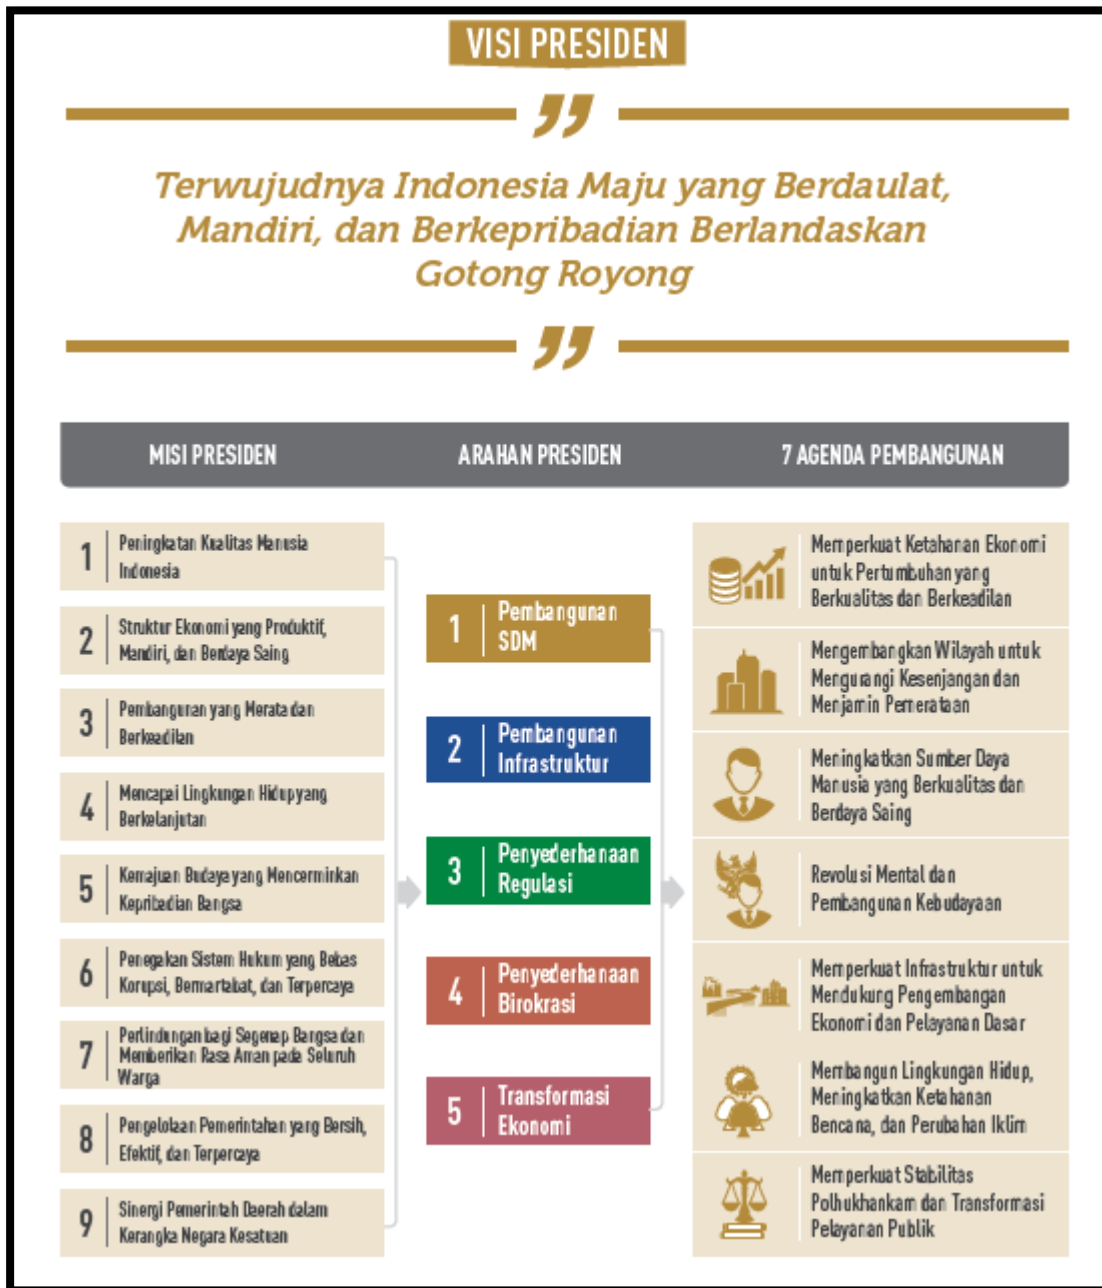 VISI PRESIDEN
”
Terwujudnya Indonesia Maju yang Berdaulat,
Mandiri, dan Berkepribadian Berlandaskan
Gotong Royong
”
MISI PRESIDEN
1
Peningkatan Kualitas Manusia
Indonesia
2
Struktur Ekonomi yang Produktif,
Mandiri, dan Berdaya Saing
3
Pembangunan yang Merata dan
Berkeadilan
4
Mencapai Lingkungan Hidup yang
Berkelanjutan
5
Kemajuan Budaya yang Mencerminkan
Kepribadian Bangsa
6
Penegakan Sistem Hukum yang Bebas
Korupsi, Bermartabat, dan Terpercaya
7
Perlindungan bagi Segenap Bangsa dan
Memberikan Rasa Aman pada Seluruh
Warga
8
Pengelolaan Pemerintahan yang Bersih,
Efektif, dan Terpercaya
9
Sinergi Pemerintah Daerah dalam
Kerangka Negara Kesatuan
ARAHAN PRESIDEN
1
Pembangunan
SDM
2
Pembangunan
Infrastruktur
3
Penyederhanaan
Regulasi
4
Penyederhanaan
Birokrasi
5
Transformasi
Ekonomi
7 AGENDA PEMBANGUNAN
Memperkuat Ketahanan Ekonomi
untuk Pertumbuhan yang
Berkualitas dan Berkeadilan
Mengembangkan Wilayah untuk
Mengurangi Kesenjangan dan
Menjamin Pemerataan
Meningkatkan Sumber Daya
Manusia yang Berkualitas dan
Berdaya Saing
Revolusi Mental dan
Pembangunan Kebudayaan
Memperkuat Infrastruktur untuk
Mendukung Pengembangan
Ekonomi dan Pelayanan Dasar
Membangun Lingkungan Hidup,
Meningkatkan Ketahanan
Bencana, dan Perubahan Iklim
Memperkuat Stabilitas
Polhukhankam dan Transformasi
Pelayanan Publik